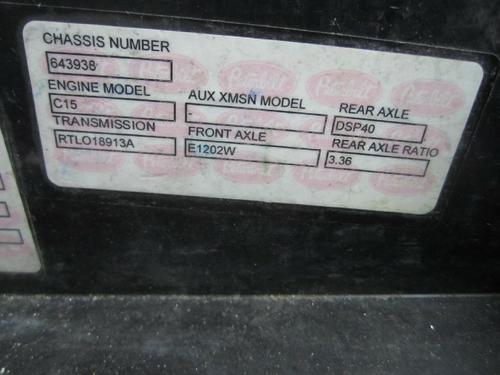 CHASSIS NUMBER
643938
ENGINE MODEL
C15
TRANSMISSION
RTLO18913A
AUX XMSN MODEL
-
FRONT AXLE
E1202W
REAR AXLE
DSP40
REAR AXLE RATIO
3.36